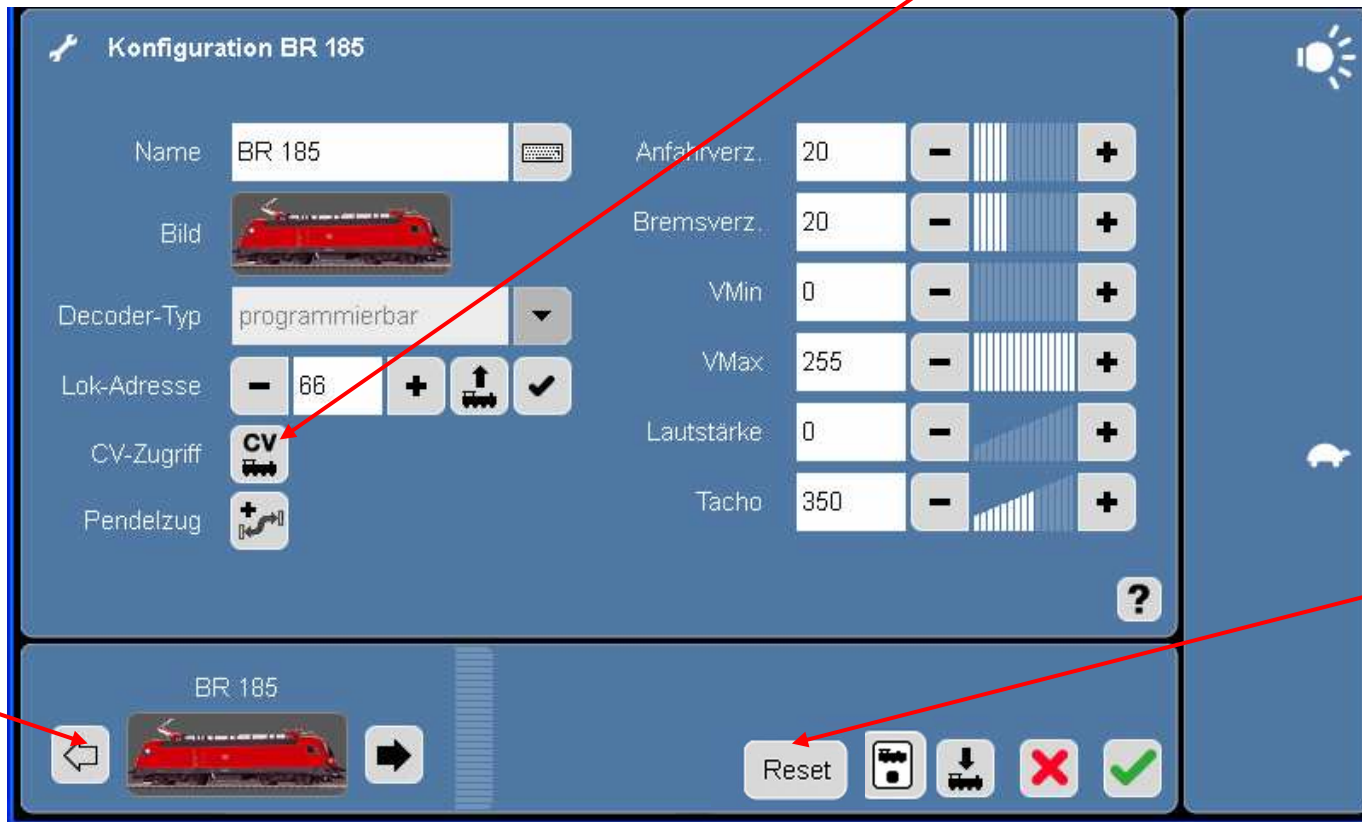 Konfiguration BR 185
Name BR 185
Bild
Decoder-Typ programmierbar
Lok-Adresse - 66 +
CV-Zugriff CV
Pendelzug +
Anfahrverz. 20 - +
Bremsverz. 20 - +
VMin 0 - +
VMax 255 - +
Lautstärke 0 - +
Tacho 350 - +
?
BR 185
Reset